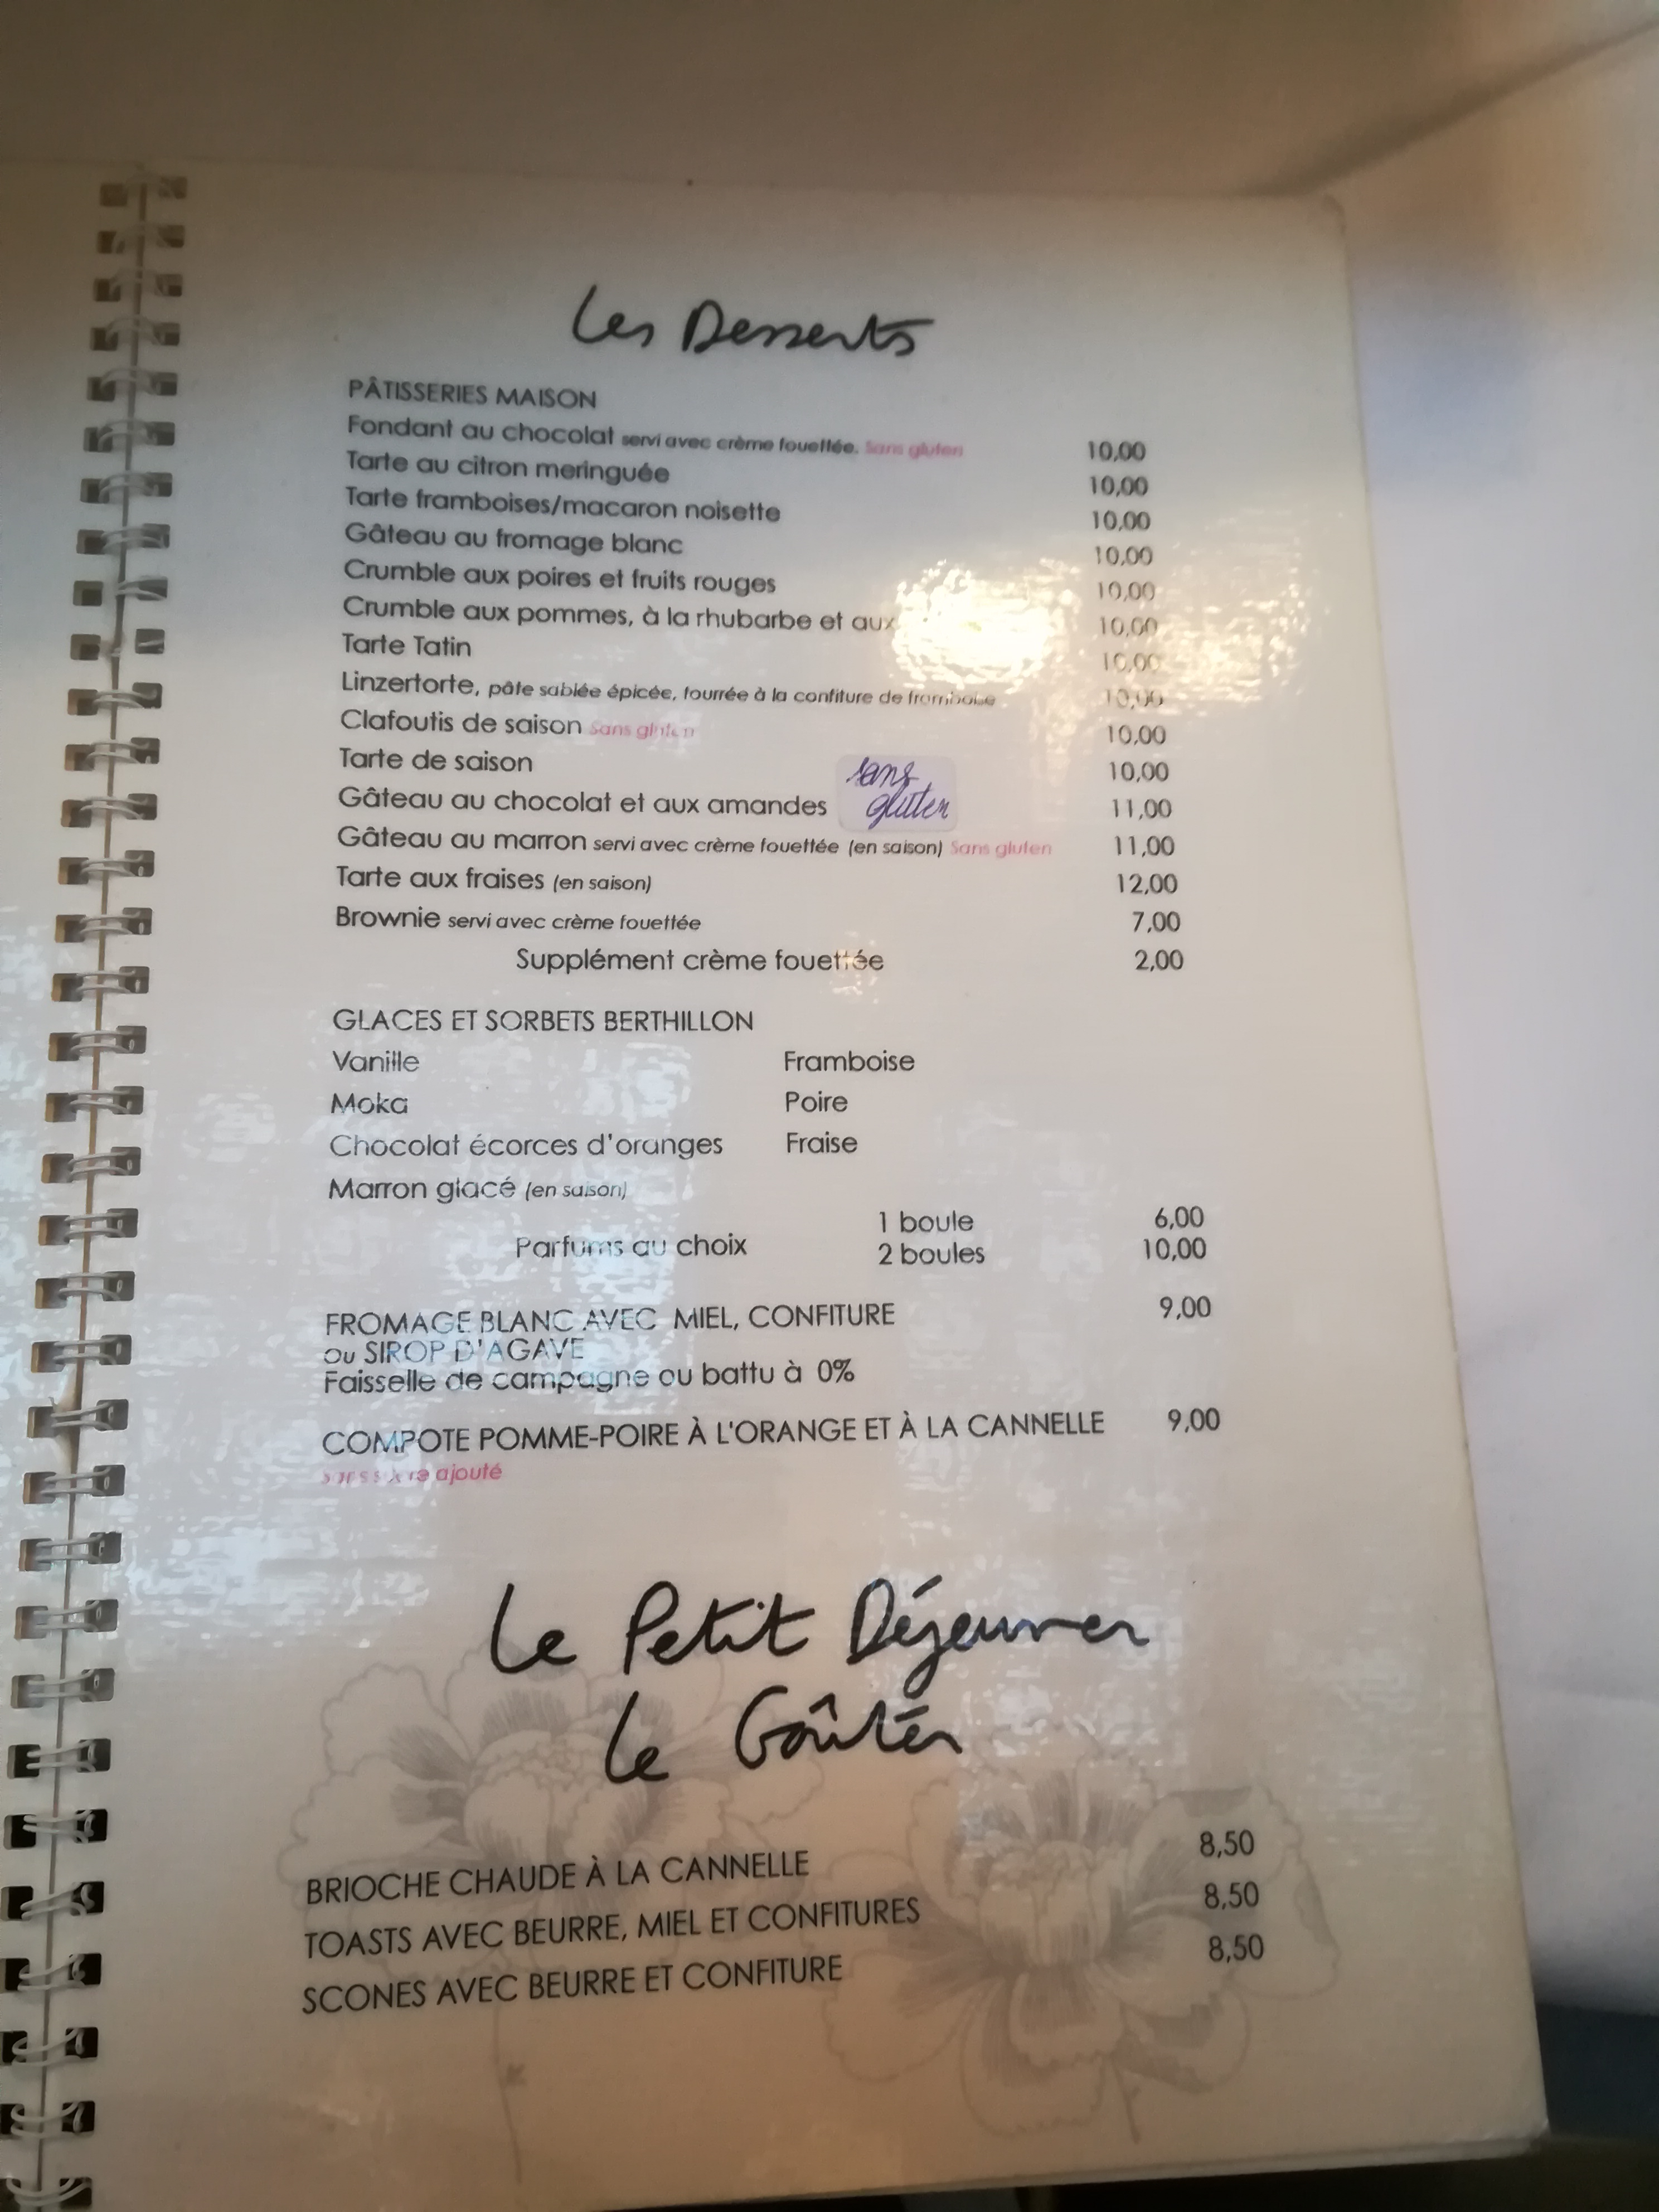 Les Desserts
PÂTISSERIES MAISON
Fondant au chocolat servi avec crème fouettée. Sans gluten 10,00
Tarte au citron meringuée 10,00
Tarte framboises/macaron noisette 10,00
Gâteau au fromage blanc 10,00
Crumble aux poires et fruits rouges 10,00
Crumble aux pommes, à la rhubarbe et aux 10,00
Tarte Tatin 10,00
Linzertorte, pâte sablée épicée, fourrée à la confiture de framboise 10,00
Clafoutis de saison Sans gluten 10,00
Tarte de saison 10,00
Gâteau au chocolat et aux amandes sans gluten 11,00
Gâteau au marron servi avec crème fouettée (en saison) Sans gluten 11,00
Tarte aux fraises (en saison) 12,00
Brownie servi avec crème fouettée 7,00
Supplément crème fouettée 2,00
GLACES ET SORBETS BERTHILLON
Vanille Framboise
Moka Poire
Chocolat écorces d'oranges Fraise
Marron glacé (en saison)
1 boule 6,00
Parfums au choix
2 boules 10,00
FROMAGE BLANC AVEC MIEL, CONFITURE 9,00
ou SIROP D'AGAVE
Faisselle de campagne ou battu à 0%
COMPOTE POMME-POIRE À L'ORANGE ET À LA CANNELLE 9,00
Sans sucre ajouté
Le Petit Déjeuner
Le Goûter
BRIOCHE CHAUDE À LA CANNELLE 8,50
TOASTS AVEC BEURRE, MIEL ET CONFITURES 8,50
SCONES AVEC BEURRE ET CONFITURE 8,50